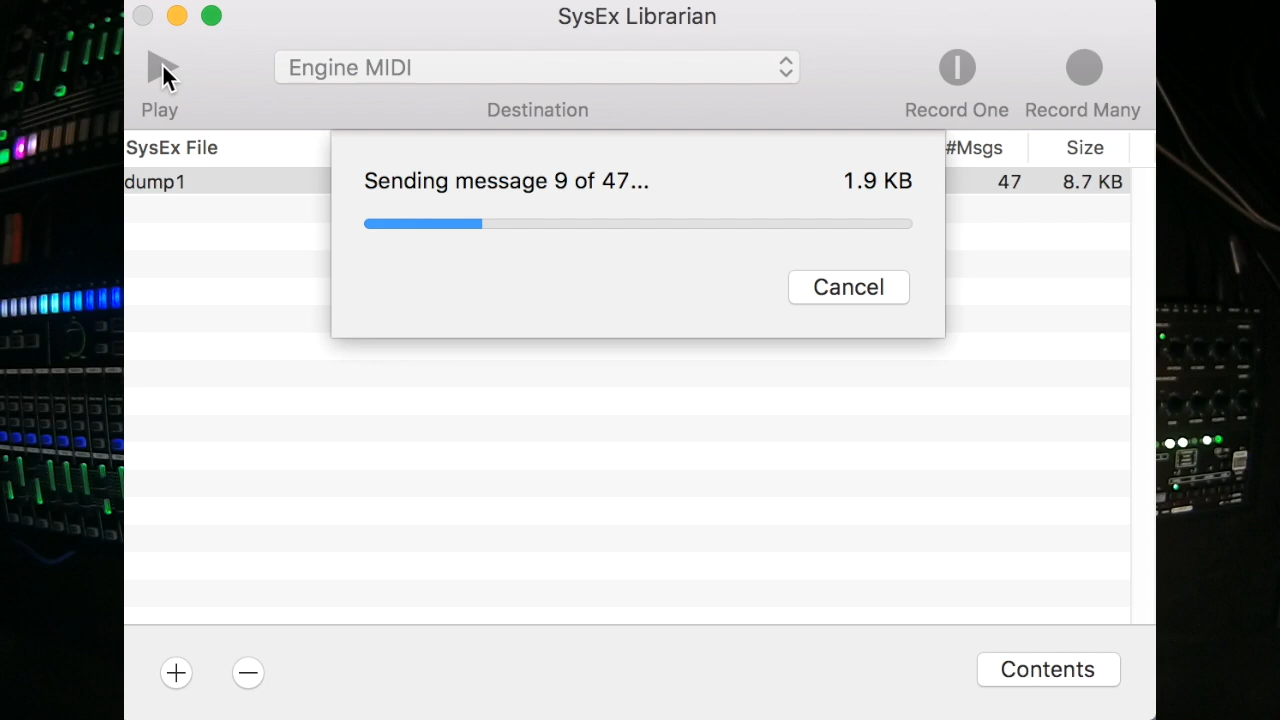 SysEx Librarian
Engine MIDI
Play
Destination
Record One
Record Many
SysEx File
#Msgs
Size
dump1
47
8.7 KB
Sending message 9 of 47...
1.9 KB
Cancel
Contents